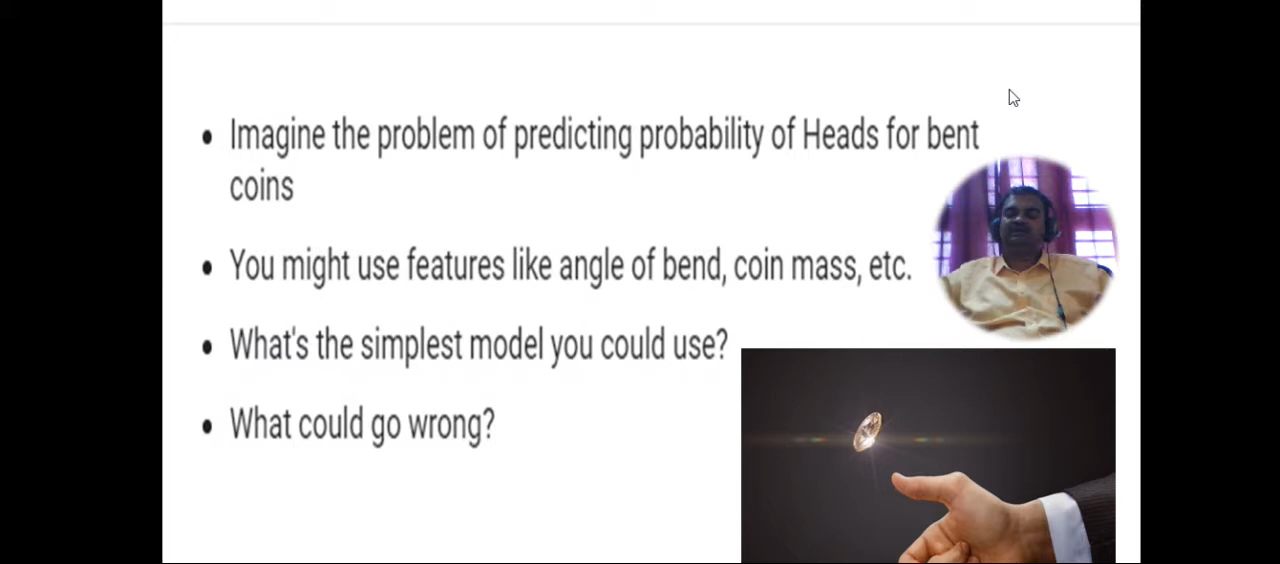 Imagine the problem of predicting probability of Heads for bent
coins
You might use features like angle of bend, coin mass, etc.
What's the simplest model you could use?
What could go wrong?